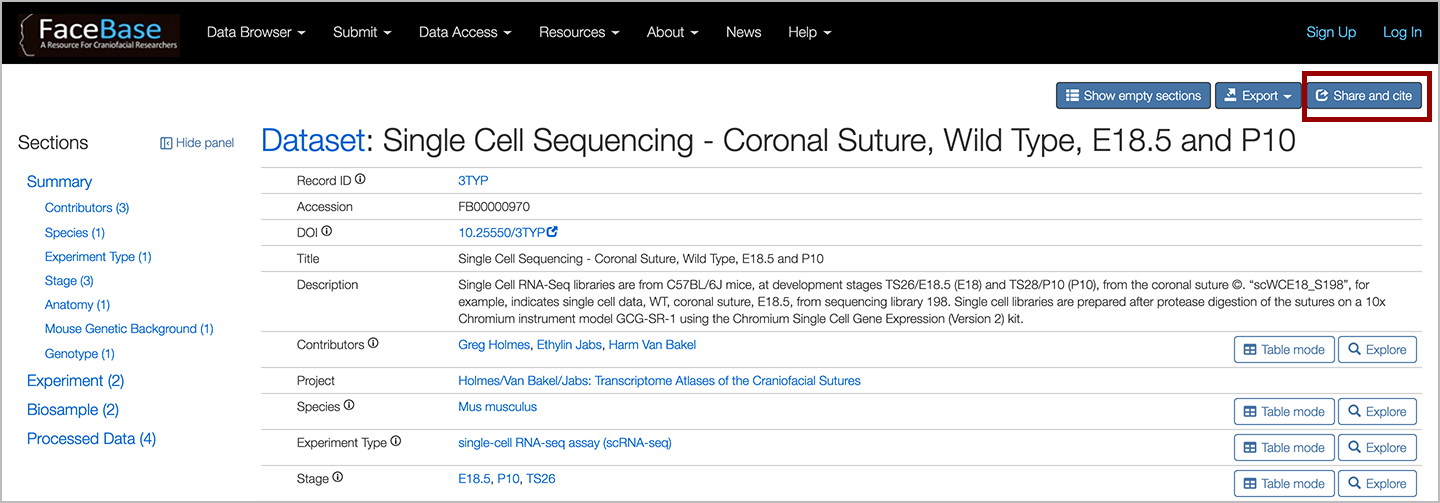 FaceBase
A Resource For Craniofacial Researchers
Data Browser
Submit
Data Access
Resources
About
News
Help
Sign Up
Log In
Show empty sections
Export
Share and cite
Sections
Hide panel
Summary
Contributors (3)
Species (1)
Experiment Type (1)
Stage (3)
Anatomy (1)
Mouse Genetic Background (1)
Genotype (1)
Experiment (2)
Biosample (2)
Processed Data (4)
Dataset: Single Cell Sequencing - Coronal Suture, Wild Type, E18.5 and P10
Record ID 3TYP
Accession FB00000970
DOI 10.25550/3TYP
Title Single Cell Sequencing - Coronal Suture, Wild Type, E18.5 and P10
Description Single Cell RNA-Seq libraries are from C57BL/6J mice, at development stages TS26/E18.5 (E18) and TS28/P10 (P10), from the coronal suture ©. “scWCE18_S198”, for
example, indicates single cell data, WT, coronal suture, E18.5, from sequencing library 198. Single cell libraries are prepared after protease digestion of the sutures on a 10x
Chromium instrument model GCG-SR-1 using the Chromium Single Cell Gene Expression (Version 2) kit.
Contributors Greg Holmes, Ethylin Jabs, Harm Van Bakel Table mode Explore
Project Holmes/Van Bakel/Jabs: Transcriptome Atlases of the Craniofacial Sutures
Species Mus musculus Table mode Explore
Experiment Type single-cell RNA-seq assay (scRNA-seq) Table mode Explore
Stage E18.5, P10, TS26 Table mode Explore